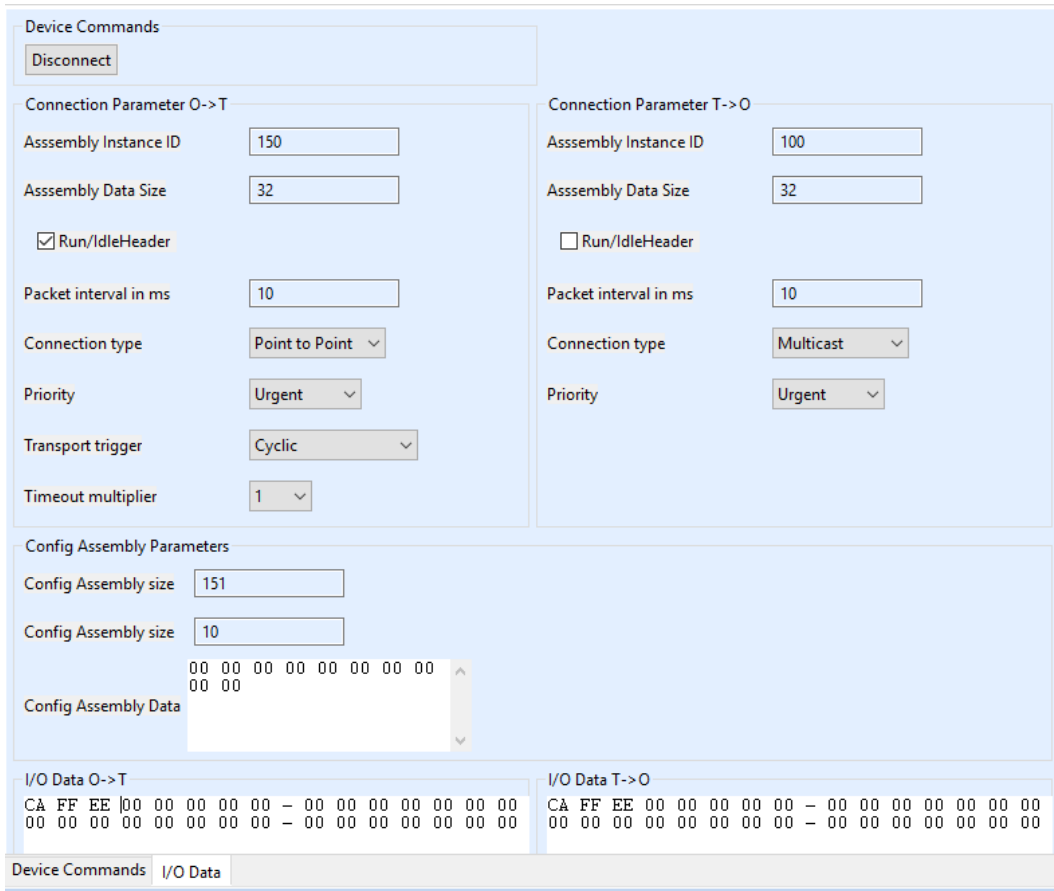 Device Commands
Disconnect
Connection Parameter O->T
Asssembly Instance ID 150
Asssembly Data Size 32
Run/IdleHeader
Packet interval in ms 10
Connection type Point to Point
Priority Urgent
Transport trigger Cyclic
Timeout multiplier 1
Connection Parameter T->O
Asssembly Instance ID 100
Asssembly Data Size 32
Run/IdleHeader
Packet interval in ms 10
Connection type Multicast
Priority Urgent
Config Assembly Parameters
Config Assembly size 151
Config Assembly size 10
Config Assembly Data
00 00 00 00 00 00 00 00
00 00
I/O Data O->T
CA FF EE 00 00 00 00 00 – 00 00 00 00 00 00 00
00 00 00 00 00 00 00 00 – 00 00 00 00 00 00 00
I/O Data T->O
CA FF EE 00 00 00 00 00 – 00 00 00 00 00 00 00
00 00 00 00 00 00 00 00 – 00 00 00 00 00 00 00
Device Commands I/O Data